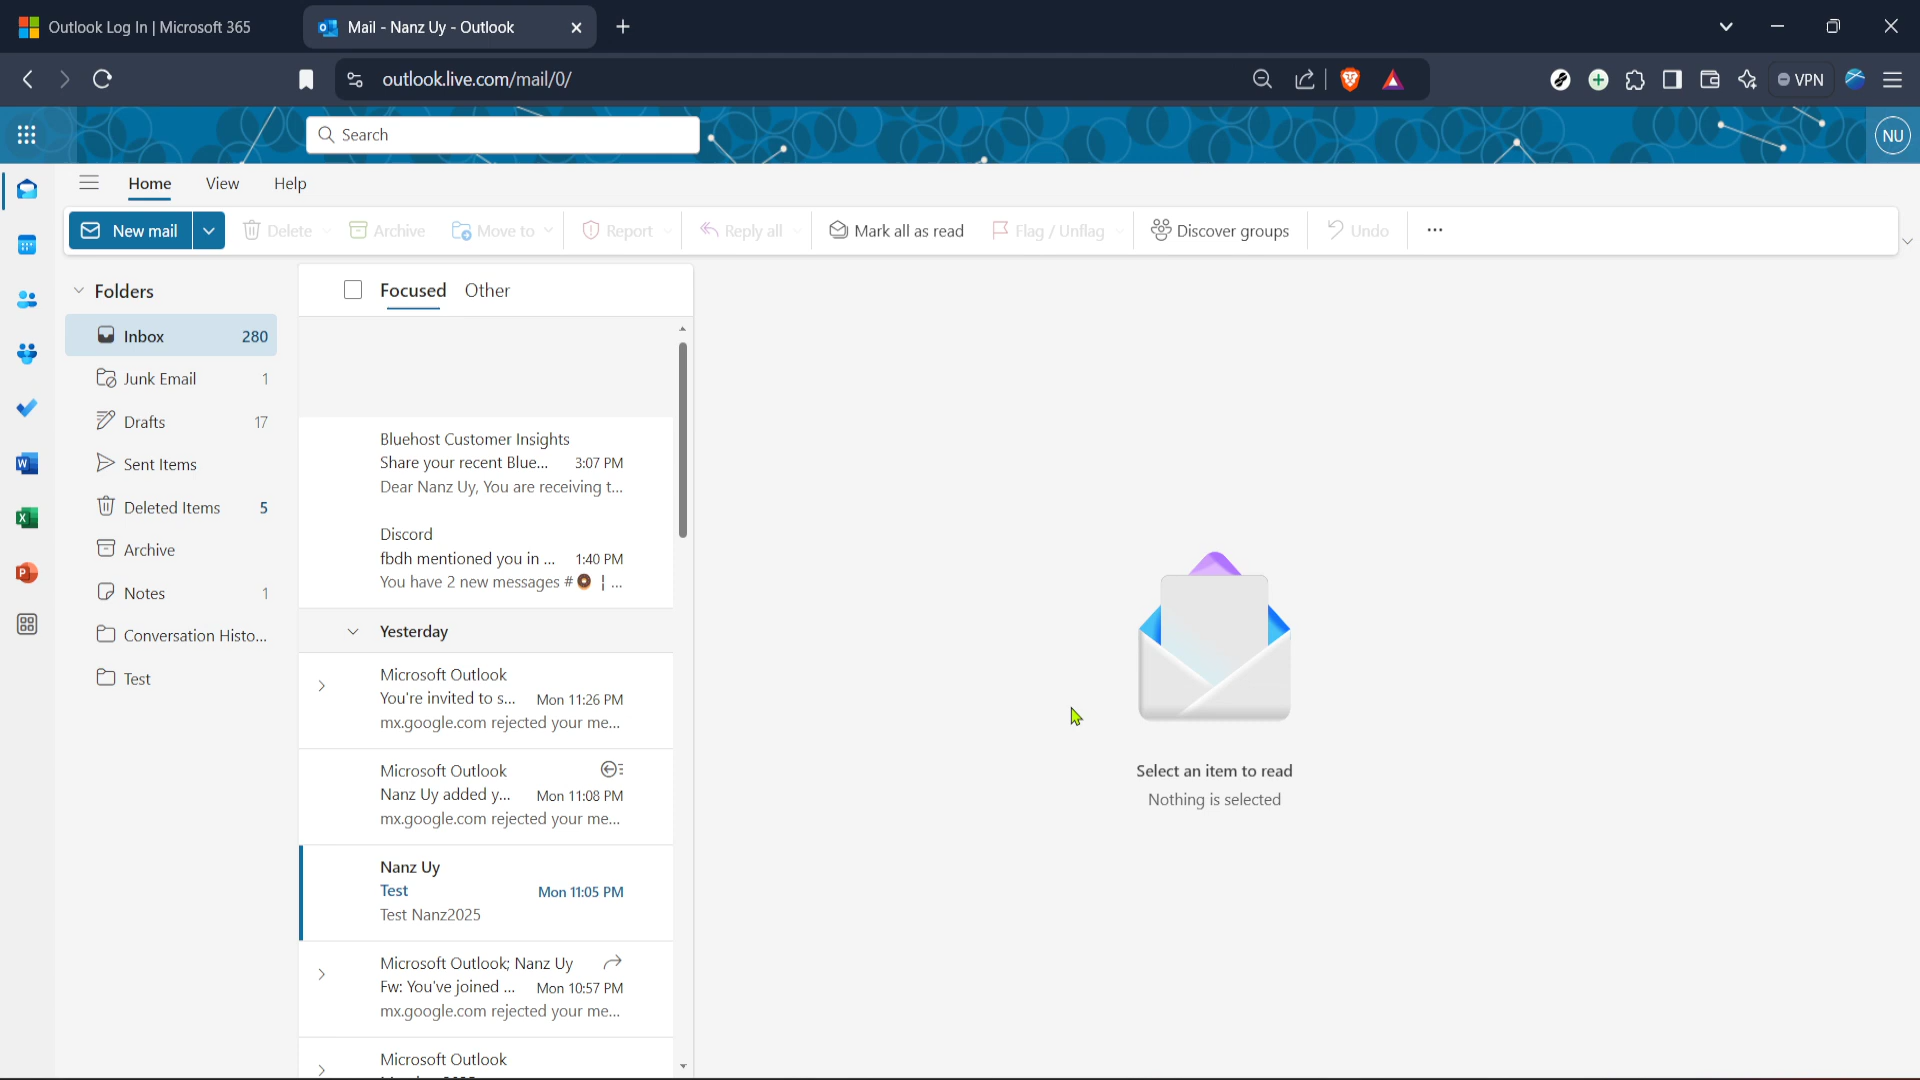 Outlook Log In | Microsoft 365
Mail - Nanz Uy - Outlook
outlook.live.com/mail/0/
VPN
Search
NU
Home View Help
New mail Delete Archive Move to Report Reply all Mark all as read Flag / Unflag Discover groups Undo ...
Folders
Inbox 280
Junk Email 1
Drafts 17
Sent Items
Deleted Items 5
Archive
Notes 1
Conversation Histo...
Test
Focused Other
Bluehost Customer Insights
Share your recent Blue... 3:07 PM
Dear Nanz Uy, You are receiving t...
Discord
fbdh mentioned you in ... 1:40 PM
You have 2 new messages #🍩 ¦ ...
Yesterday
Microsoft Outlook
You're invited to s... Mon 11:26 PM
mx.google.com rejected your me...
Microsoft Outlook
Nanz Uy added y... Mon 11:08 PM
mx.google.com rejected your me...
Nanz Uy
Test Mon 11:05 PM
Test Nanz2025
Microsoft Outlook; Nanz Uy
Fw: You've joined ... Mon 10:57 PM
mx.google.com rejected your me...
Microsoft Outlook
W
X
P
Select an item to read
Nothing is selected